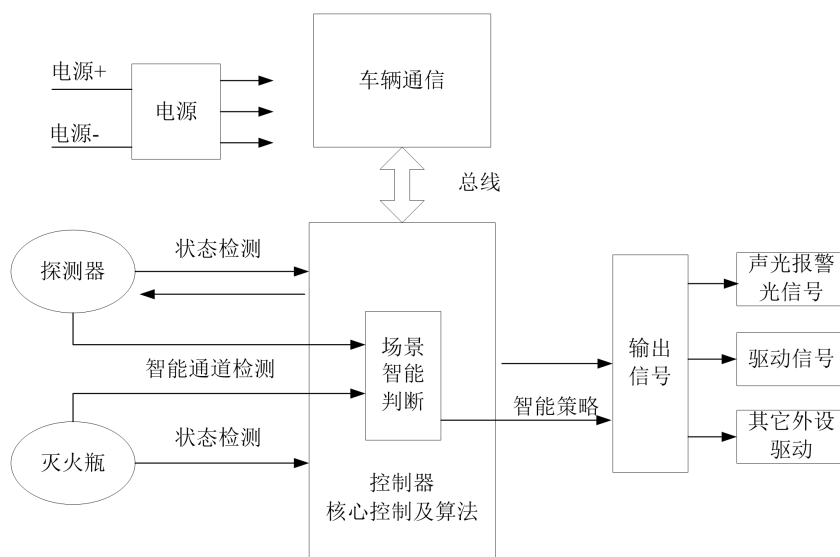 电源+
电源-
电源
车辆通信
总线
探测器
状态检测
智能通道检测
灭火瓶
状态检测
场景
智能
判断
控制器
核心控制及算法
智能策略
输出
信号
声光报警
光信号
驱动信号
其它外设
驱动